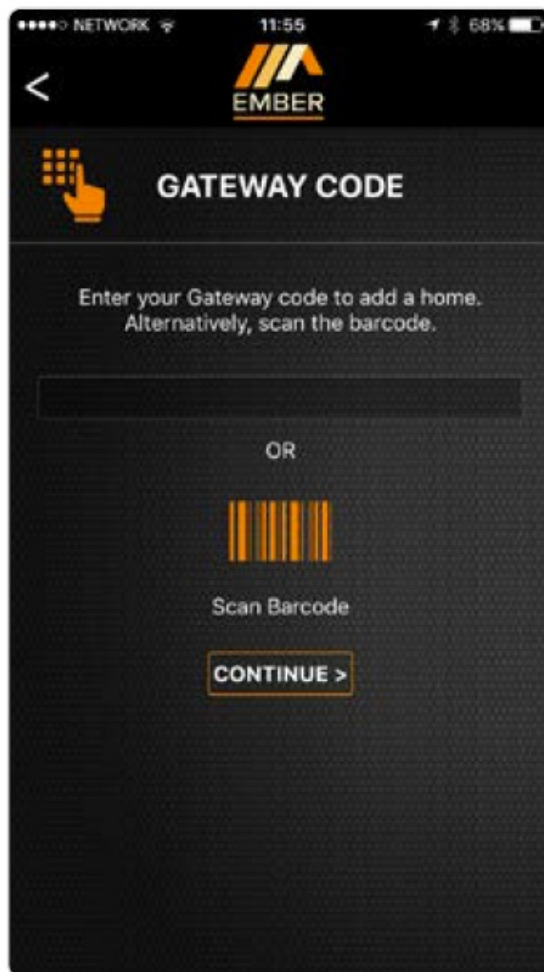 NETWORK 11:55 68%
<
EMBER
GATEWAY CODE
Enter your Gateway code to add a home.
Alternatively, scan the barcode.
OR
Scan Barcode
CONTINUE >